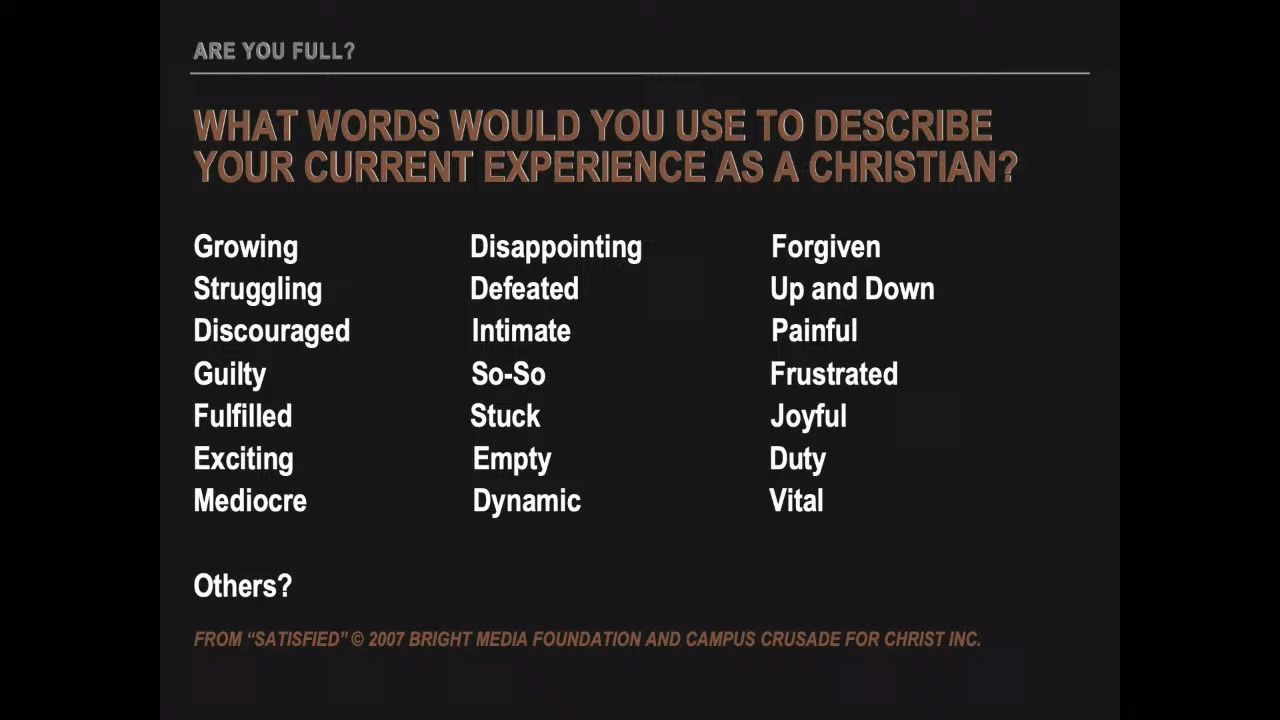 ARE YOU FULL?
WHAT WORDS WOULD YOU USE TO DESCRIBE
YOUR CURRENT EXPERIENCE AS A CHRISTIAN?
Growing
Struggling
Discouraged
Guilty
Fulfilled
Exciting
Mediocre
Disappointing
Defeated
Intimate
So-So
Stuck
Empty
Dynamic
Forgiven
Up and Down
Painful
Frustrated
Joyful
Duty
Vital
Others?
FROM “SATISFIED” © 2007 BRIGHT MEDIA FOUNDATION AND CAMPUS CRUSADE FOR CHRIST INC.